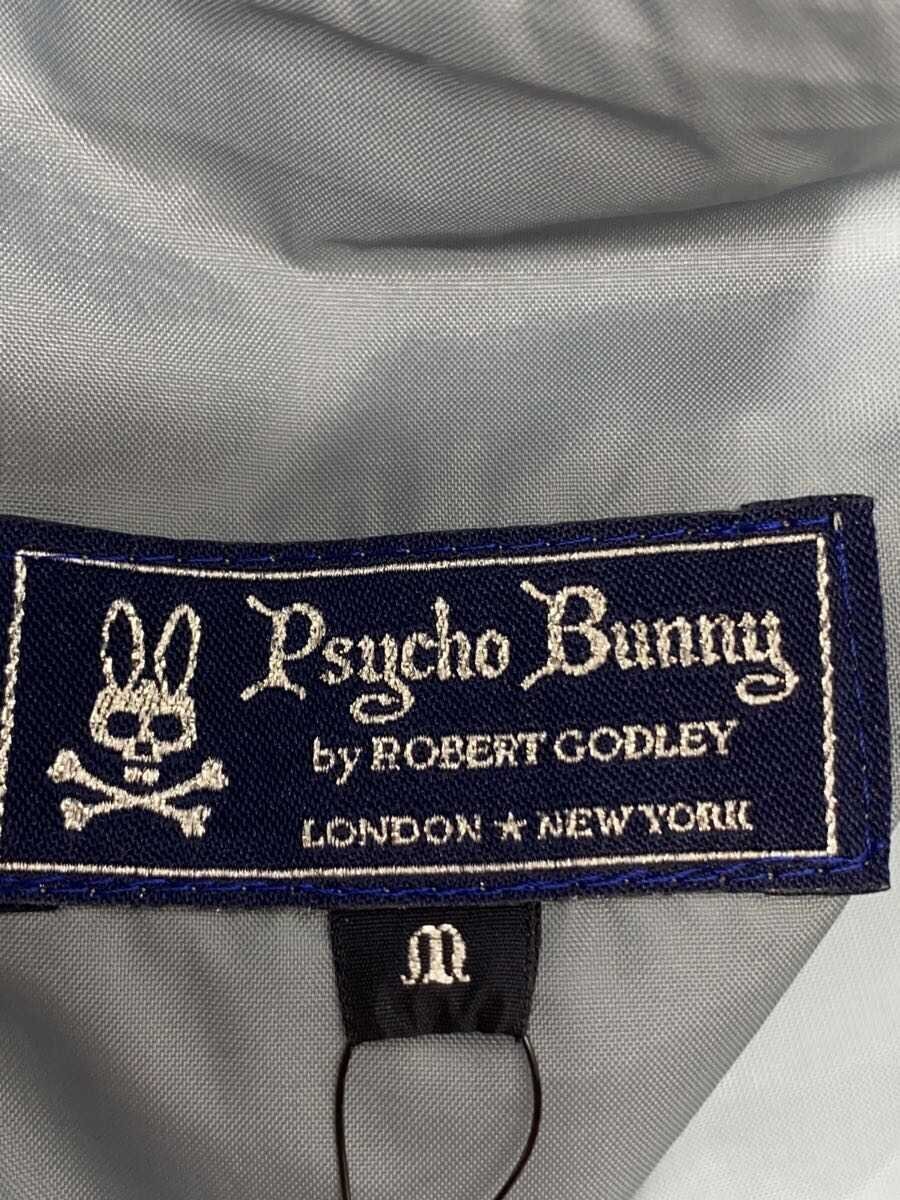 Psycho Bunny
by ROBERT GODLEY
LONDON ★ NEW YORK
M